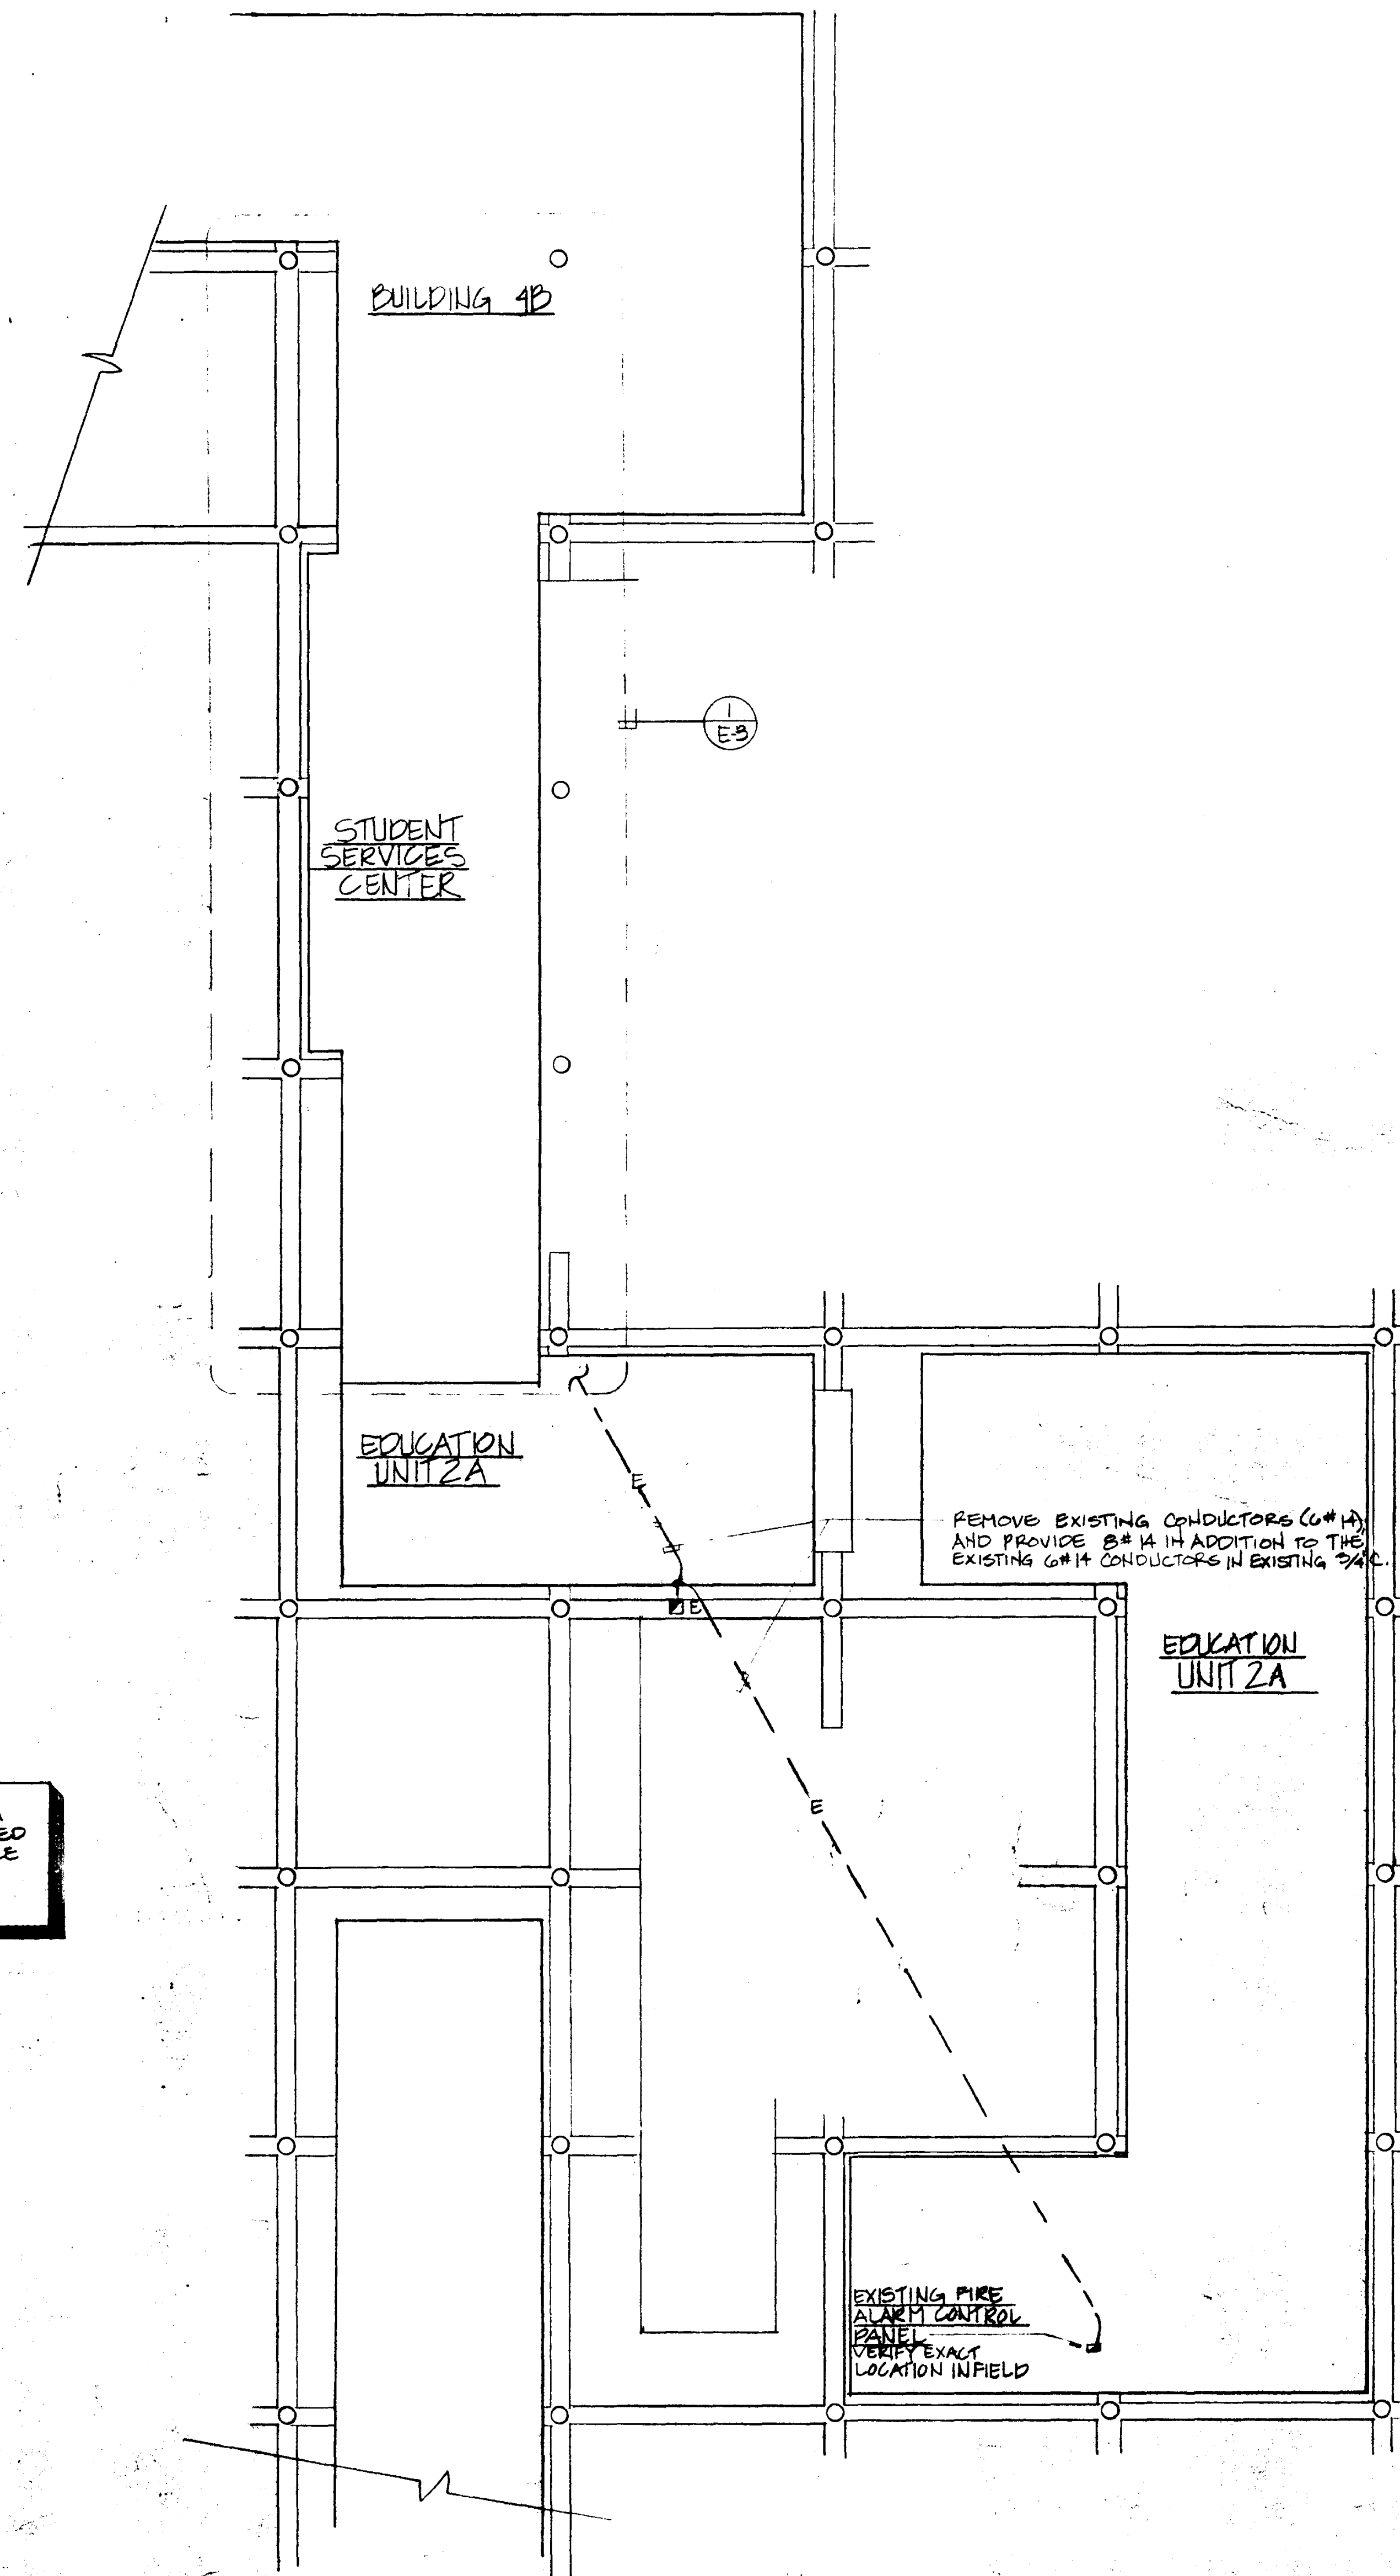 BUILDING 4B
1
E-3
STUDENT
SERVICES
CENTER
EDUCATION
UNIT 2A
E
REMOVE EXISTING CONDUCTORS (6#14),
AND PROVIDE 8#14 IN ADDITION TO THE
EXISTING 6#14 CONDUCTORS IN EXISTING 3/4"C.
E
EDUCATION
UNIT 2A
E
EXISTING FIRE
ALARM CONTROL
PANEL
VERIFY EXACT
LOCATION IN FIELD